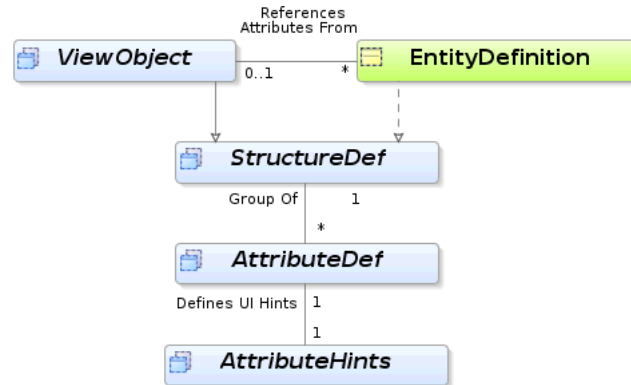 References
Attributes From
ViewObject
EntityDefinition
0..1
*
StructureDef
Group Of
1
*
AttributeDef
Defines UI Hints
1
1
AttributeHints